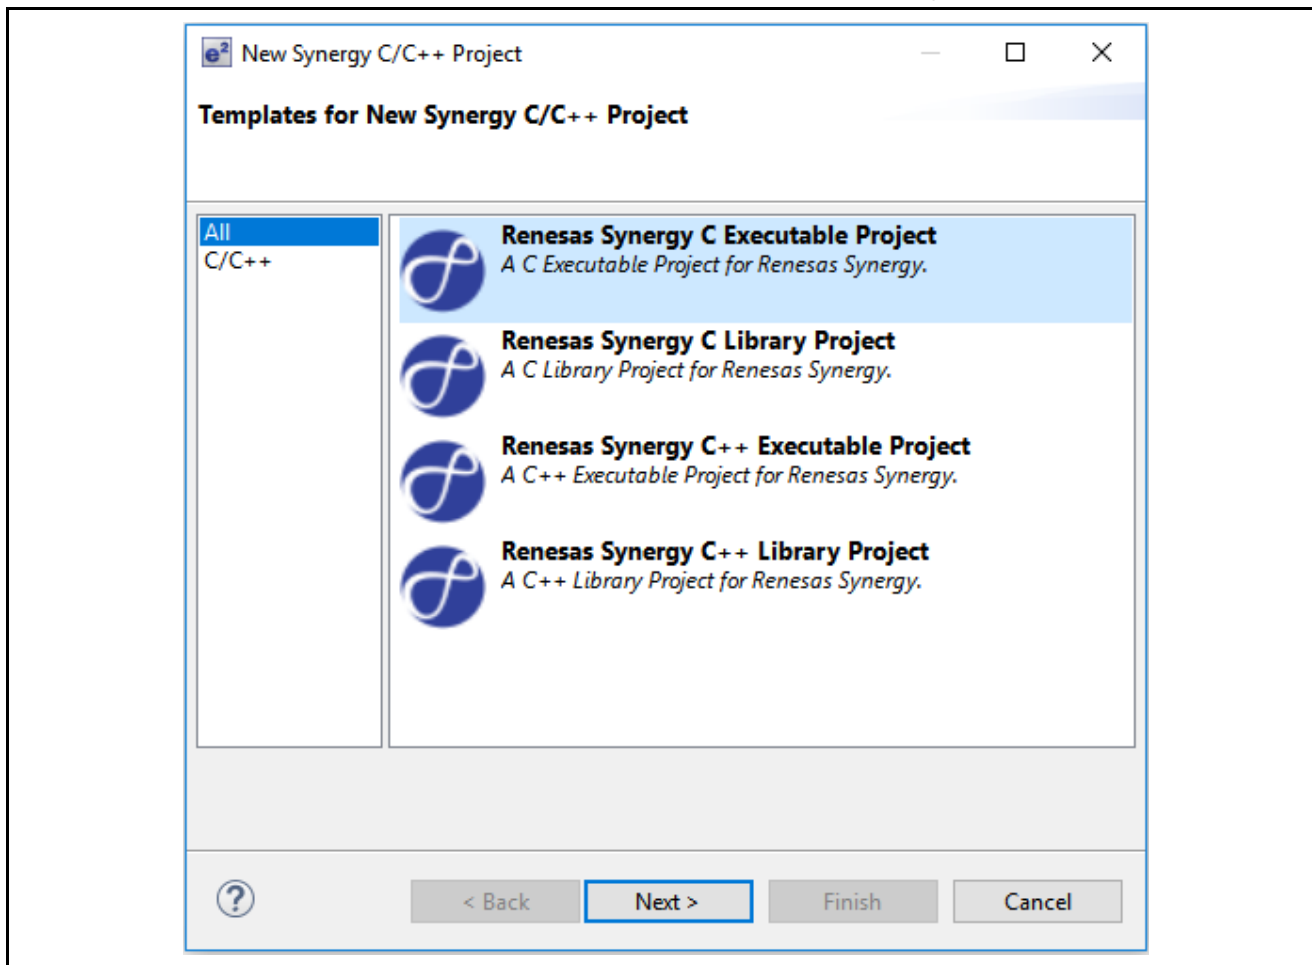 e² New Synergy C/C++ Project
Templates for New Synergy C/C++ Project
All
C/C++
Renesas Synergy C Executable Project
A C Executable Project for Renesas Synergy.
Renesas Synergy C Library Project
A C Library Project for Renesas Synergy.
Renesas Synergy C++ Executable Project
A C++ Executable Project for Renesas Synergy.
Renesas Synergy C++ Library Project
A C++ Library Project for Renesas Synergy.
? < Back Next > Finish Cancel